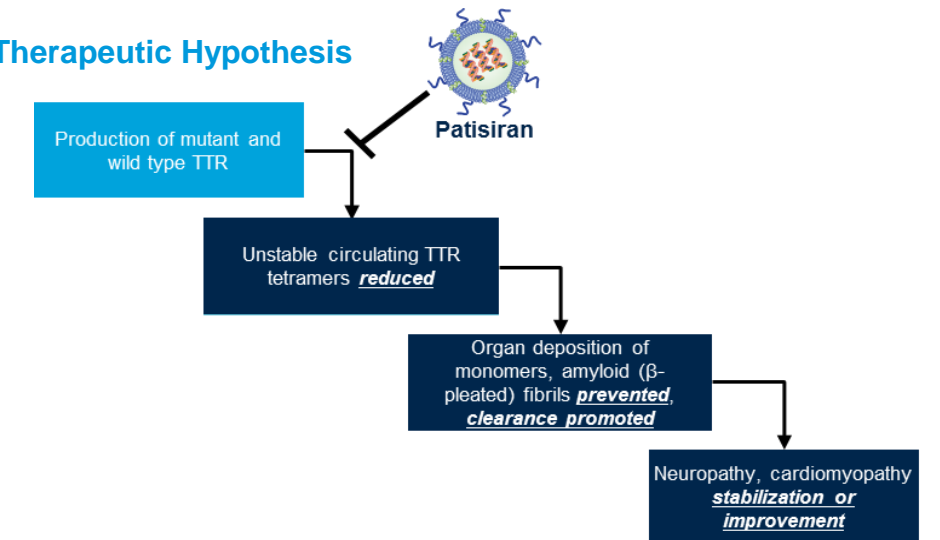 Therapeutic Hypothesis
Patisiran
Production of mutant and
wild type TTR
Unstable circulating TTR
tetramers reduced
Organ deposition of
monomers, amyloid (β-
pleated) fibrils prevented,
clearance promoted
Neuropathy, cardiomyopathy
stabilization or
improvement